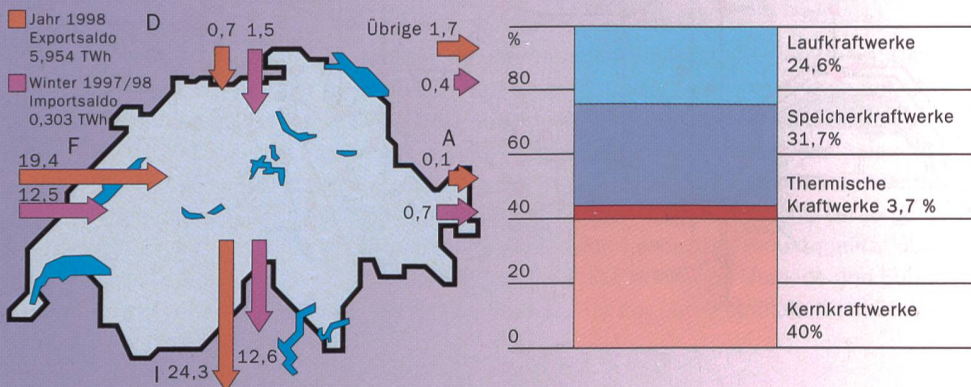 Jahr 1998
Exportsaldo
5,954 TWh
Winter 1997/98
Importsaldo
0,303 TWh
D
0,7 1,5
Übrige 1,7
0,4
F
19,4
12,5
A
0,1
0,7
12,6
I 24,3
%
80
60
40
20
0
Laufkraftwerke
24,6%
Speicherkraftwerke
31,7%
Thermische
Kraftwerke 3,7 %
Kernkraftwerke
40%